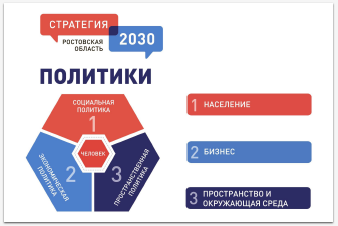 СТРАТЕГИЯ
РОСТОВСКАЯ
ОБЛАСТЬ
2030
ПОЛИТИКИ
СОЦИАЛЬНАЯ
ПОЛИТИКА
1
ЧЕЛОВЕК
ЭКОНОМИЧЕСКАЯ
ПОЛИТИКА
2
3
ПРОСТРАНСТВЕННАЯ
ПОЛИТИКА
1 НАСЕЛЕНИЕ
2 БИЗНЕС
3 ПРОСТРАНСТВО И
ОКРУЖАЮЩАЯ СРЕДА